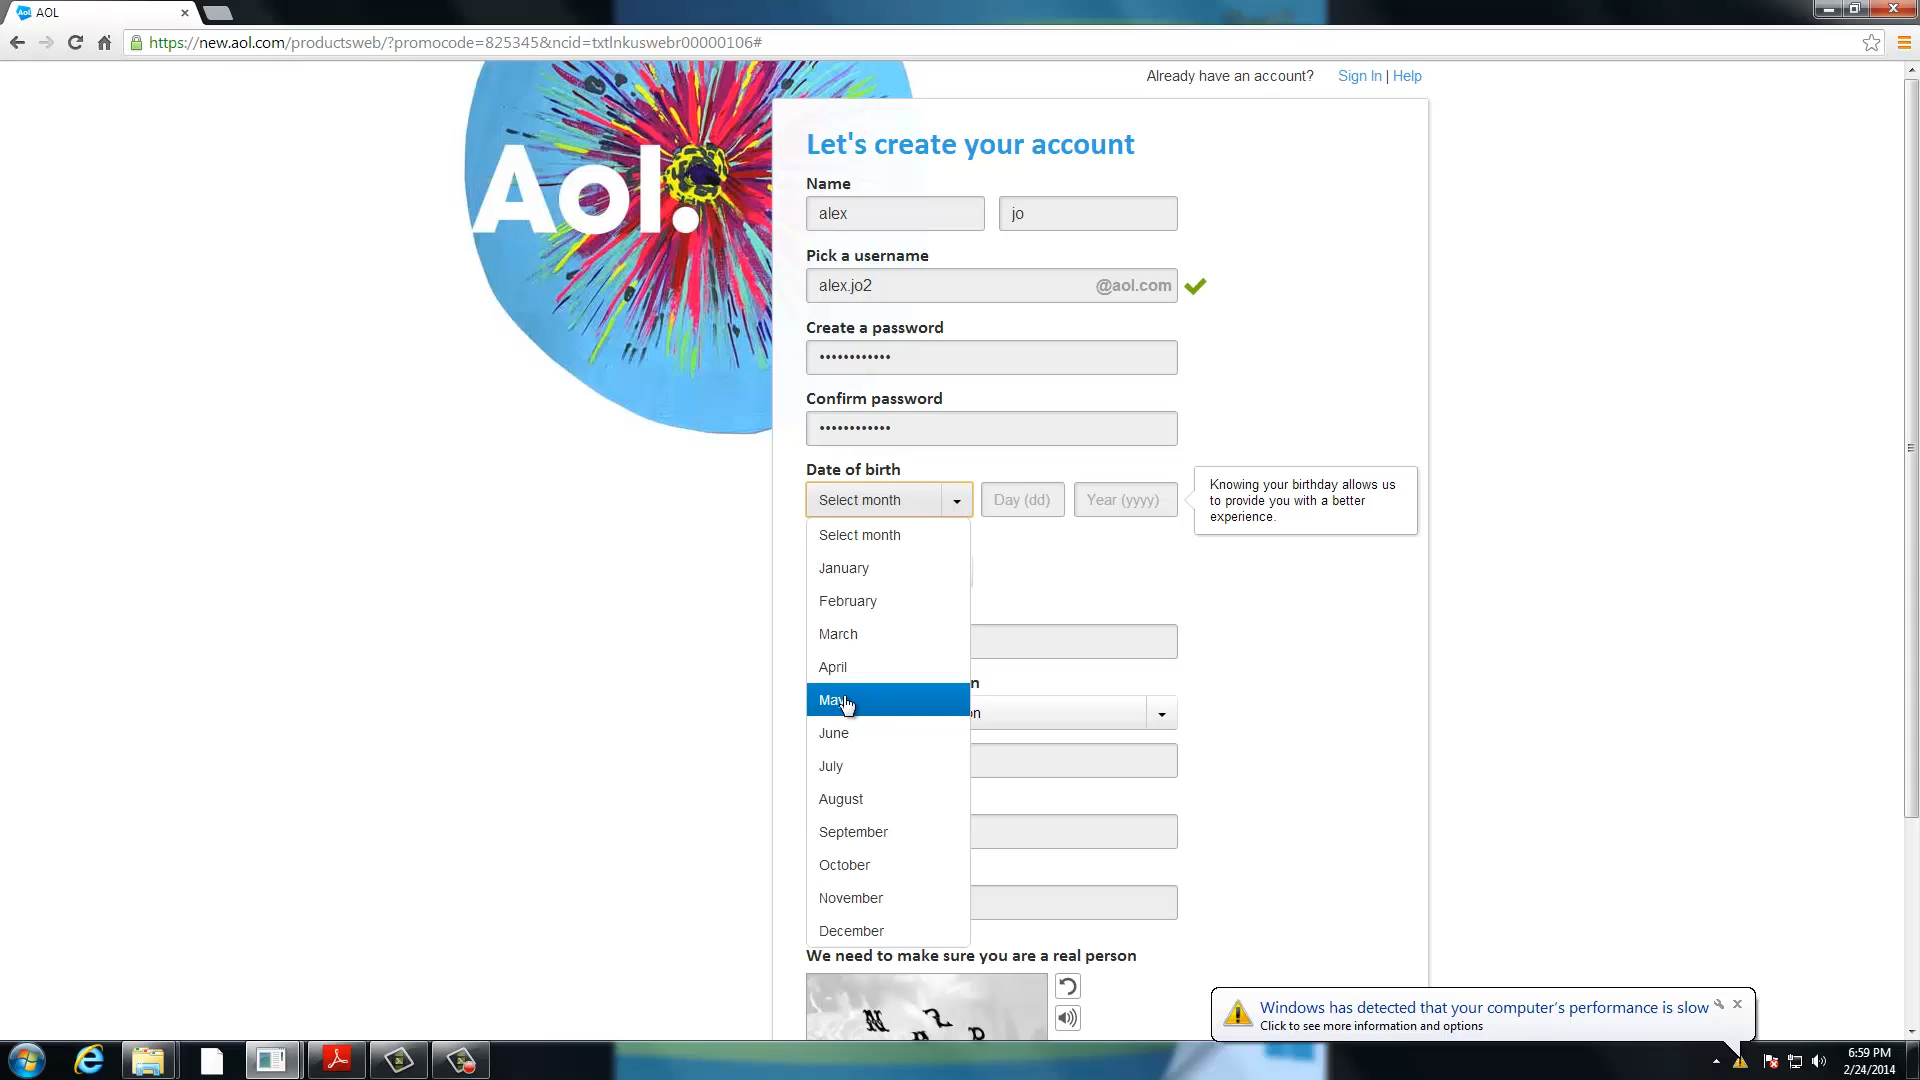 AOL
https://new.aol.com/productsweb/?promocode=825345&ncid=txtlnkuswebr00000106#
Already have an account? Sign In | Help
Aol.
Let's create your account
Name
alex jo
Pick a username
alex.jo2 @aol.com
Create a password
••••••••••••
Confirm password
••••••••••••
Date of birth
Select month Day (dd) Year (yyyy)
Knowing your birthday allows us
to provide you with a better
experience.
Select month
January
February
March
April
May
June
July
August
September
October
November
December
We need to make sure you are a real person
Windows has detected that your computer's performance is slow
Click to see more information and options
6:59 PM
2/24/2014